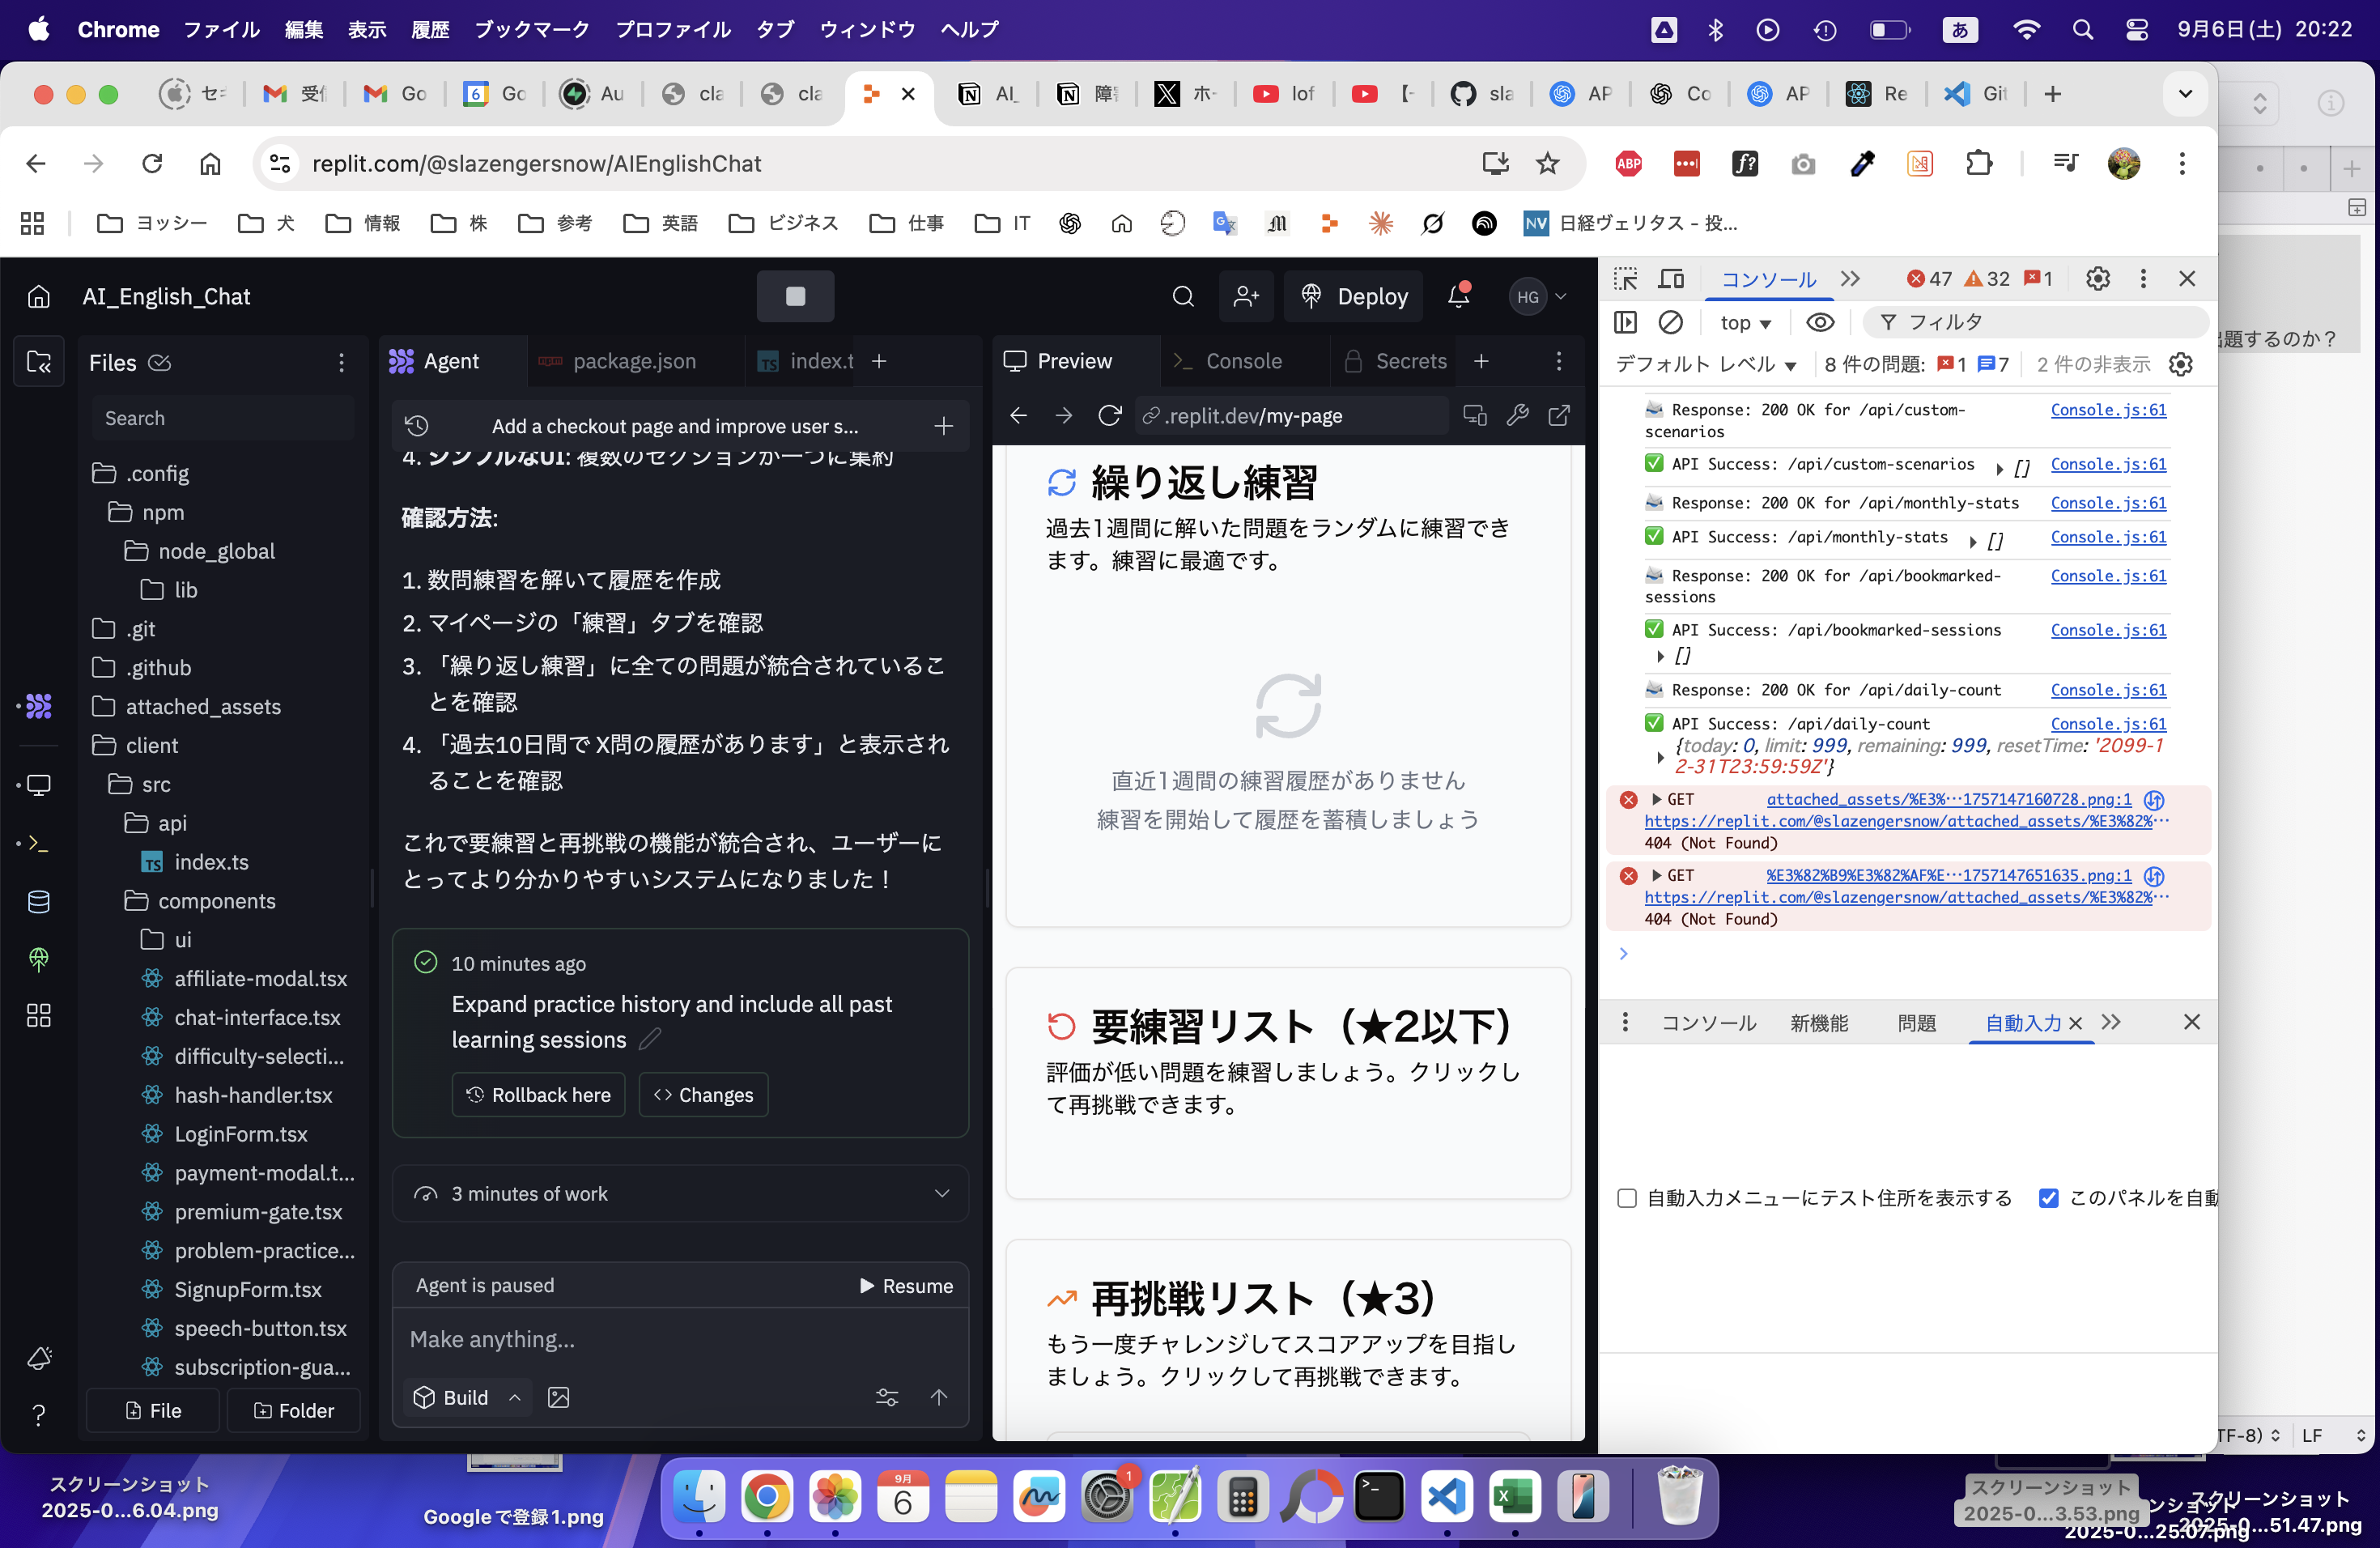 Chrome ファイル 編集 表示 履歴 ブックマーク プロファイル タブ ウィンドウ ヘルプ
あ 9月6日(土) 20:22
受信 Go 6 Go Au cla cla AI_ ホー lof sla AP Co AP Re Git
replit.com/@slazengersnow/AIEnglishChat
ABP f?
ヨッシー 犬 情報 株 参考 英語 ビジネス 仕事 IT NV 日経ヴェリタス - 投...
AI_English_Chat
Deploy
HG
Files
Search
.config
npm
node_global
lib
.git
.github
attached_assets
client
src
api
TS index.ts
components
ui
affiliate-modal.tsx
chat-interface.tsx
difficulty-selecti...
hash-handler.tsx
LoginForm.tsx
payment-modal.t...
premium-gate.tsx
problem-practice...
SignupForm.tsx
speech-button.tsx
subscription-gua...
File Folder
Agent package.json TS index.t
Add a checkout page and improve user s...
4. シンプルなUI: 複数のセクションが一つに集約
確認方法:
1. 数問練習を解いて履歴を作成
2. マイページの「練習」タブを確認
3. 「繰り返し練習」に全ての問題が統合されているこ
とを確認
4. 「過去10日間で X問の履歴があります」と表示され
ることを確認
これで要練習と再挑戦の機能が統合され、ユーザーに
とってより分かりやすいシステムになりました！
10 minutes ago
Expand practice history and include all past
learning sessions
Rollback here Changes
3 minutes of work
Agent is paused Resume
Make anything...
Build
Preview Console Secrets
.replit.dev/my-page
繰り返し練習
過去1週間に解いた問題をランダムに練習でき
ます。練習に最適です。
直近1週間の練習履歴がありません
練習を開始して履歴を蓄積しましょう
要練習リスト（★2以下）
評価が低い問題を練習しましょう。クリックし
て再挑戦できます。
再挑戦リスト（★3）
もう一度チャレンジしてスコアアップを目指し
ましょう。クリックして再挑戦できます。
コンソール 47 32 1
top フィルタ
デフォルト レベル 8 件の問題: 1 7 2 件の非表示
Response: 200 OK for /api/custom- Console.js:61
scenarios
API Success: /api/custom-scenarios [] Console.js:61
Response: 200 OK for /api/monthly-stats Console.js:61
API Success: /api/monthly-stats [] Console.js:61
Response: 200 OK for /api/bookmarked- Console.js:61
sessions
API Success: /api/bookmarked-sessions Console.js:61
[]
Response: 200 OK for /api/daily-count Console.js:61
API Success: /api/daily-count Console.js:61
{today: 0, limit: 999, remaining: 999, resetTime: '2099-1
2-31T23:59:59Z'}
GET attached_assets/%E3%…1757147160728.png:1
https://replit.com/@slazengersnow/attached_assets/%E3%82%…
404 (Not Found)
GET %E3%82%B9%E3%82%AF%E…1757147651635.png:1
https://replit.com/@slazengersnow/attached_assets/%E3%82%…
404 (Not Found)
コンソール 新機能 問題 自動入力
自動入力メニューにテスト住所を表示する このパネルを自動
出題するのか？
TF-8) LF
スクリーンショット
2025-0...6.04.png
Googleで登録1.png
9月
6
1
スクリーンショット
2025-0...3.53.png
ンショット
2025-0...25.07.png
スクリーンショット
2025-0...51.47.png